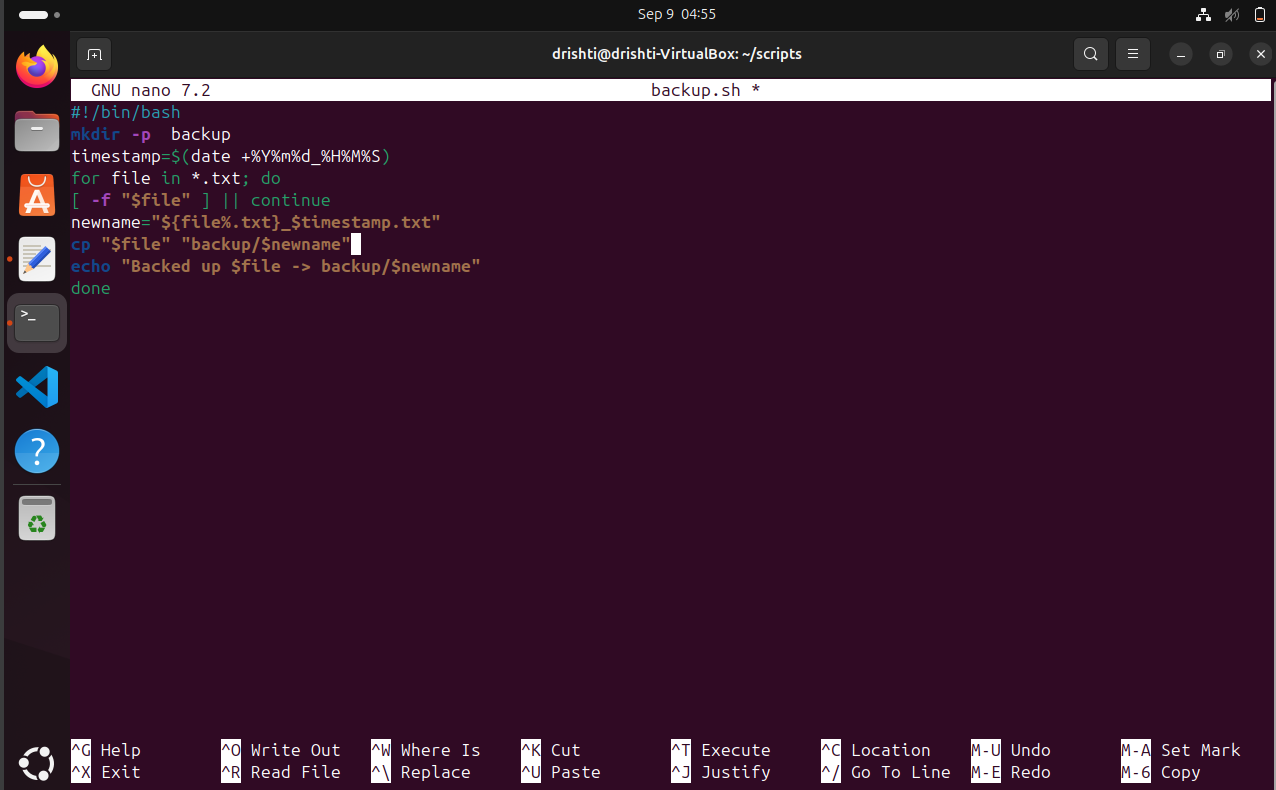 Sep 9 04:55
drishti@drishti-VirtualBox: ~/scripts
GNU nano 7.2 backup.sh *
#!/bin/bash
mkdir -p  backup
timestamp=$(date +%Y%m%d_%H%M%S)
for file in *.txt; do
[ -f "$file" ] || continue
newname="${file%.txt}_$timestamp.txt"
cp "$file" "backup/$newname"
echo "Backed up $file -> backup/$newname"
done
>_
?
^G Help ^O Write Out ^W Where Is ^K Cut ^T Execute ^C Location M-U Undo M-A Set Mark
^X Exit ^R Read File ^\ Replace ^U Paste ^J Justify ^/ Go To Line M-E Redo M-6 Copy